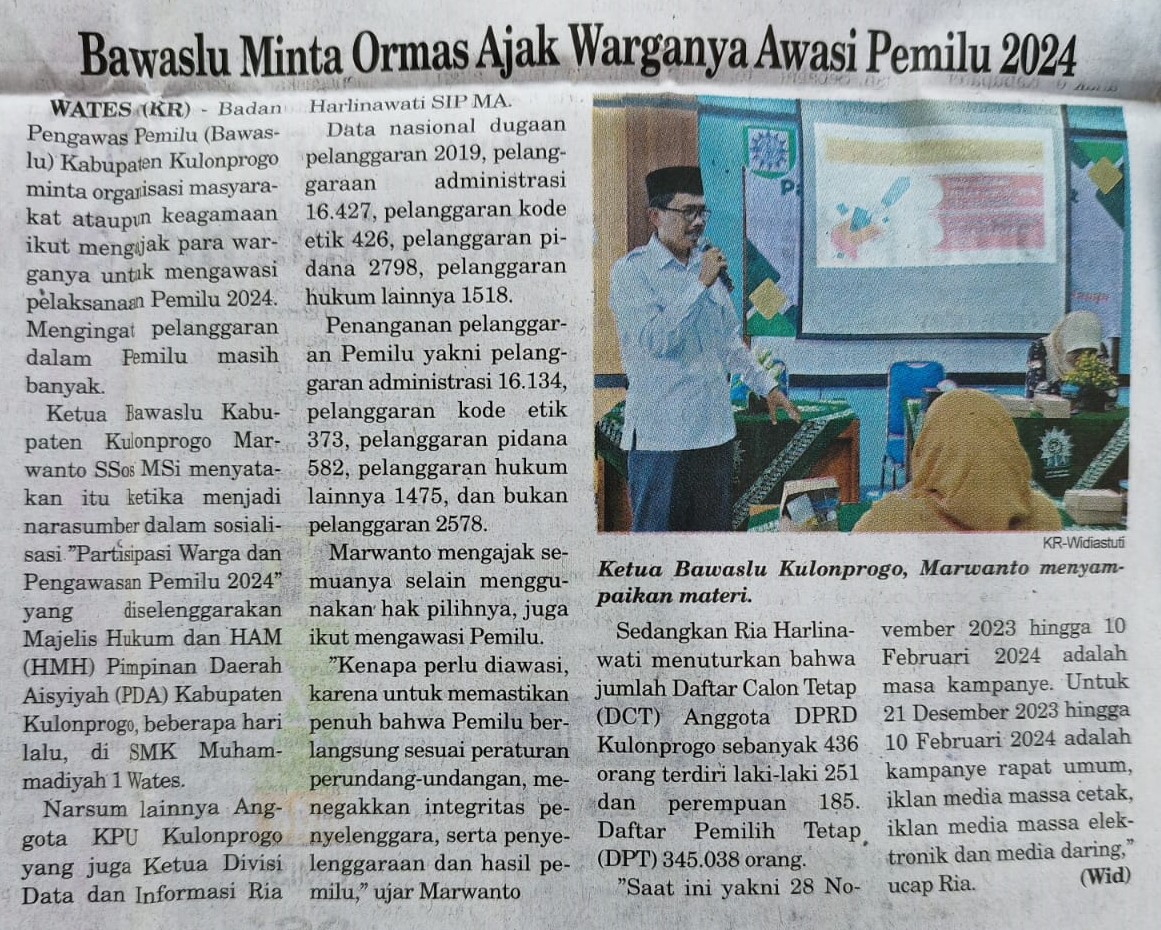 Bawaslu Minta Ormas Ajak Warganya Awasi Pemilu 2024
WATES (KR) - Badan
Pengawas Pemilu (Bawas-
lu) Kabupaten Kulonprogo
minta organisasi masyara-
kat ataupun keagamaan
ikut mengajak para war-
ganya untuk mengawasi
pelaksanaan Pemilu 2024.
Mengingat pelanggaran
dalam Pemilu masih
banyak.
Ketua Bawaslu Kabu-
paten Kulonprogo Mar-
wanto SSos MSi menyata-
kan itu ketika menjadi
narasumber dalam sosiali-
sasi "Partisipasi Warga dan
Pengawasan Pemilu 2024"
yang diselenggarakan
Majelis Hukum dan HAM
(HMH) Pimpinan Daerah
Aisyiyah (PDA) Kabupaten
Kulonprogo, beberapa hari
lalu, di SMK Muham-
madiyah 1 Wates.
Narsum lainnya Ang-
gota KPU Kulonprogo
yang juga Ketua Divisi
Data dan Informasi Ria
Harlinawati SIP MA.
Data nasional dugaan
pelanggaran 2019, pelang-
garaan administrasi
16.427, pelanggaran kode
etik 426, pelanggaran pi-
dana 2798, pelanggaran
hukum lainnya 1518.
Penanganan pelanggar-
an Pemilu yakni pelang-
garan administrasi 16.134,
pelanggaran kode etik
373, pelanggaran pidana
582, pelanggaran hukum
lainnya 1475, dan bukan
pelanggaran 2578.
Marwanto mengajak se-
muanya selain menggu-
nakan hak pilihnya, juga
ikut mengawasi Pemilu.
"Kenapa perlu diawasi,
karena untuk memastikan
penuh bahwa Pemilu ber-
langsung sesuai peraturan
perundang-undangan, me-
negakkan integritas pe-
nyelenggara, serta penye-
lenggaraan dan hasil pe-
milu," ujar Marwanto
KR-Widiastuti
Ketua Bawaslu Kulonprogo, Marwanto menyam-
paikan materi.
Sedangkan Ria Harlina-
wati menuturkan bahwa
jumlah Daftar Calon Tetap
(DCT) Anggota DPRD
Kulonprogo sebanyak 436
orang terdiri laki-laki 251
dan perempuan 185.
Daftar Pemilih Tetap
(DPT) 345.038 orang.
"Saat ini yakni 28 No-
vember 2023 hingga 10
Februari 2024 adalah
masa kampanye. Untuk
21 Desember 2023 hingga
10 Februari 2024 adalah
kampanye rapat umum,
iklan media massa cetak,
iklan media massa elek-
tronik dan media daring,"
ucap Ria. (Wid)